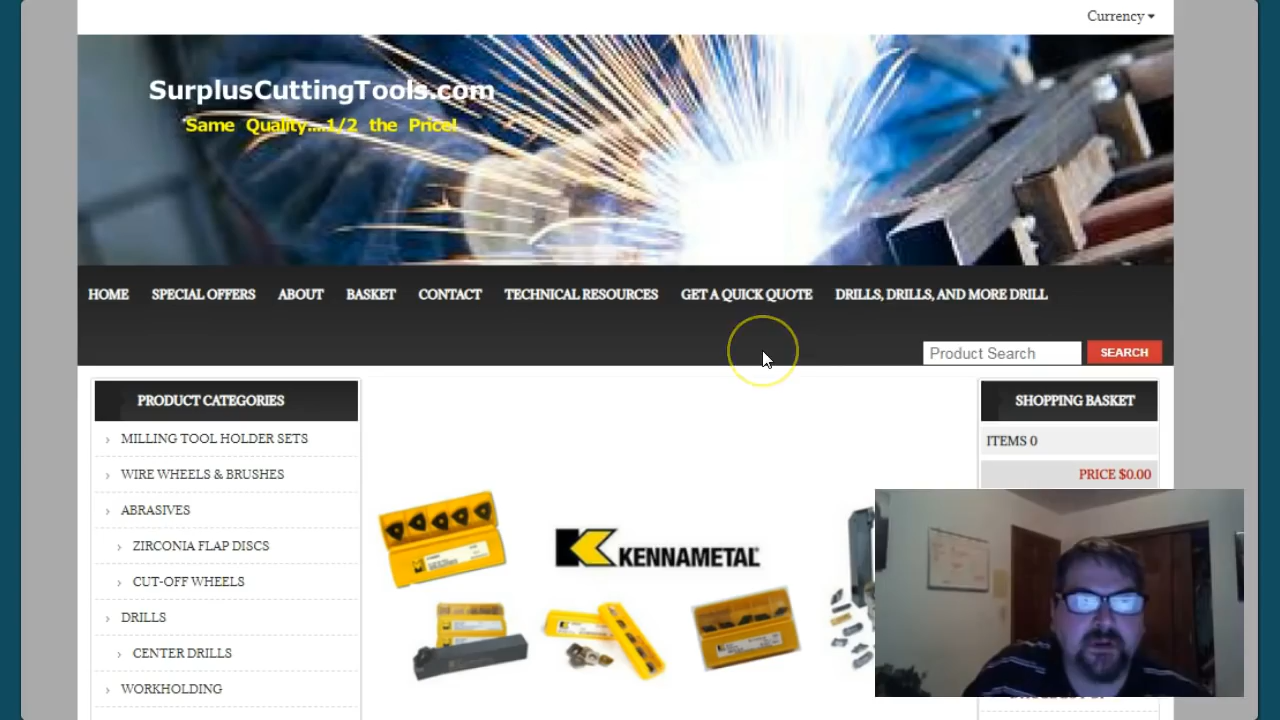 Currency
SurplusCuttingTools.com
Same Quality....1/2 the Price!
HOME SPECIAL OFFERS ABOUT BASKET CONTACT TECHNICAL RESOURCES GET A QUICK QUOTE DRILLS, DRILLS, AND MORE DRILL
Product Search SEARCH
PRODUCT CATEGORIES
MILLING TOOL HOLDER SETS
WIRE WHEELS & BRUSHES
ABRASIVES
ZIRCONIA FLAP DISCS
CUT-OFF WHEELS
DRILLS
CENTER DRILLS
WORKHOLDING
KENNAMETAL
SHOPPING BASKET
ITEMS 0
PRICE $0.00